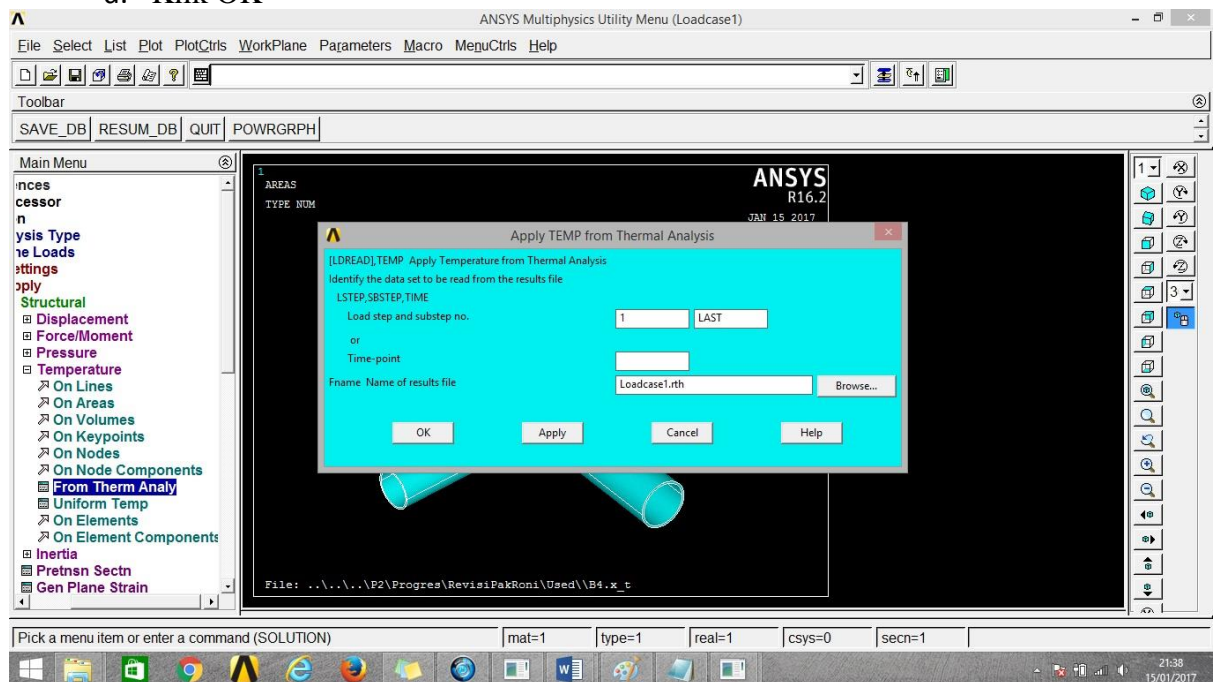 d. Klik OK
ANSYS Multiphysics Utility Menu (Loadcase1)
File Select List Plot PlotCtrls WorkPlane Parameters Macro MenuCtrls Help
Toolbar
SAVE_DB RESUM_DB QUIT POWRGRPH
Main Menu
nces
cessor
n
ysis Type
ne Loads
ettings
pply
Structural
Displacement
Force/Moment
Pressure
Temperature
On Lines
On Areas
On Volumes
On Keypoints
On Nodes
On Node Components
From Therm Analy
Uniform Temp
On Elements
On Element Components
Inertia
Pretnsn Sectn
Gen Plane Strain
1
AREAS
TYPE NUM
ANSYS
R16.2
JAN 15 2017
Apply TEMP from Thermal Analysis
[LDREAD],TEMP Apply Temperature from Thermal Analysis
Identify the data set to be read from the results file
LSTEP,SBSTEP,TIME
Load step and substep no. 1 LAST
or
Time-point
Fname Name of results file Loadcase1.rth Browse...
OK Apply Cancel Help
File: ..\..\..\P2\Progres\RevisiPakRoni\Used\\B4.x_t
1
3
Pick a menu item or enter a command (SOLUTION) mat=1 type=1 real=1 csys=0 secn=1
21:38
15/01/2017